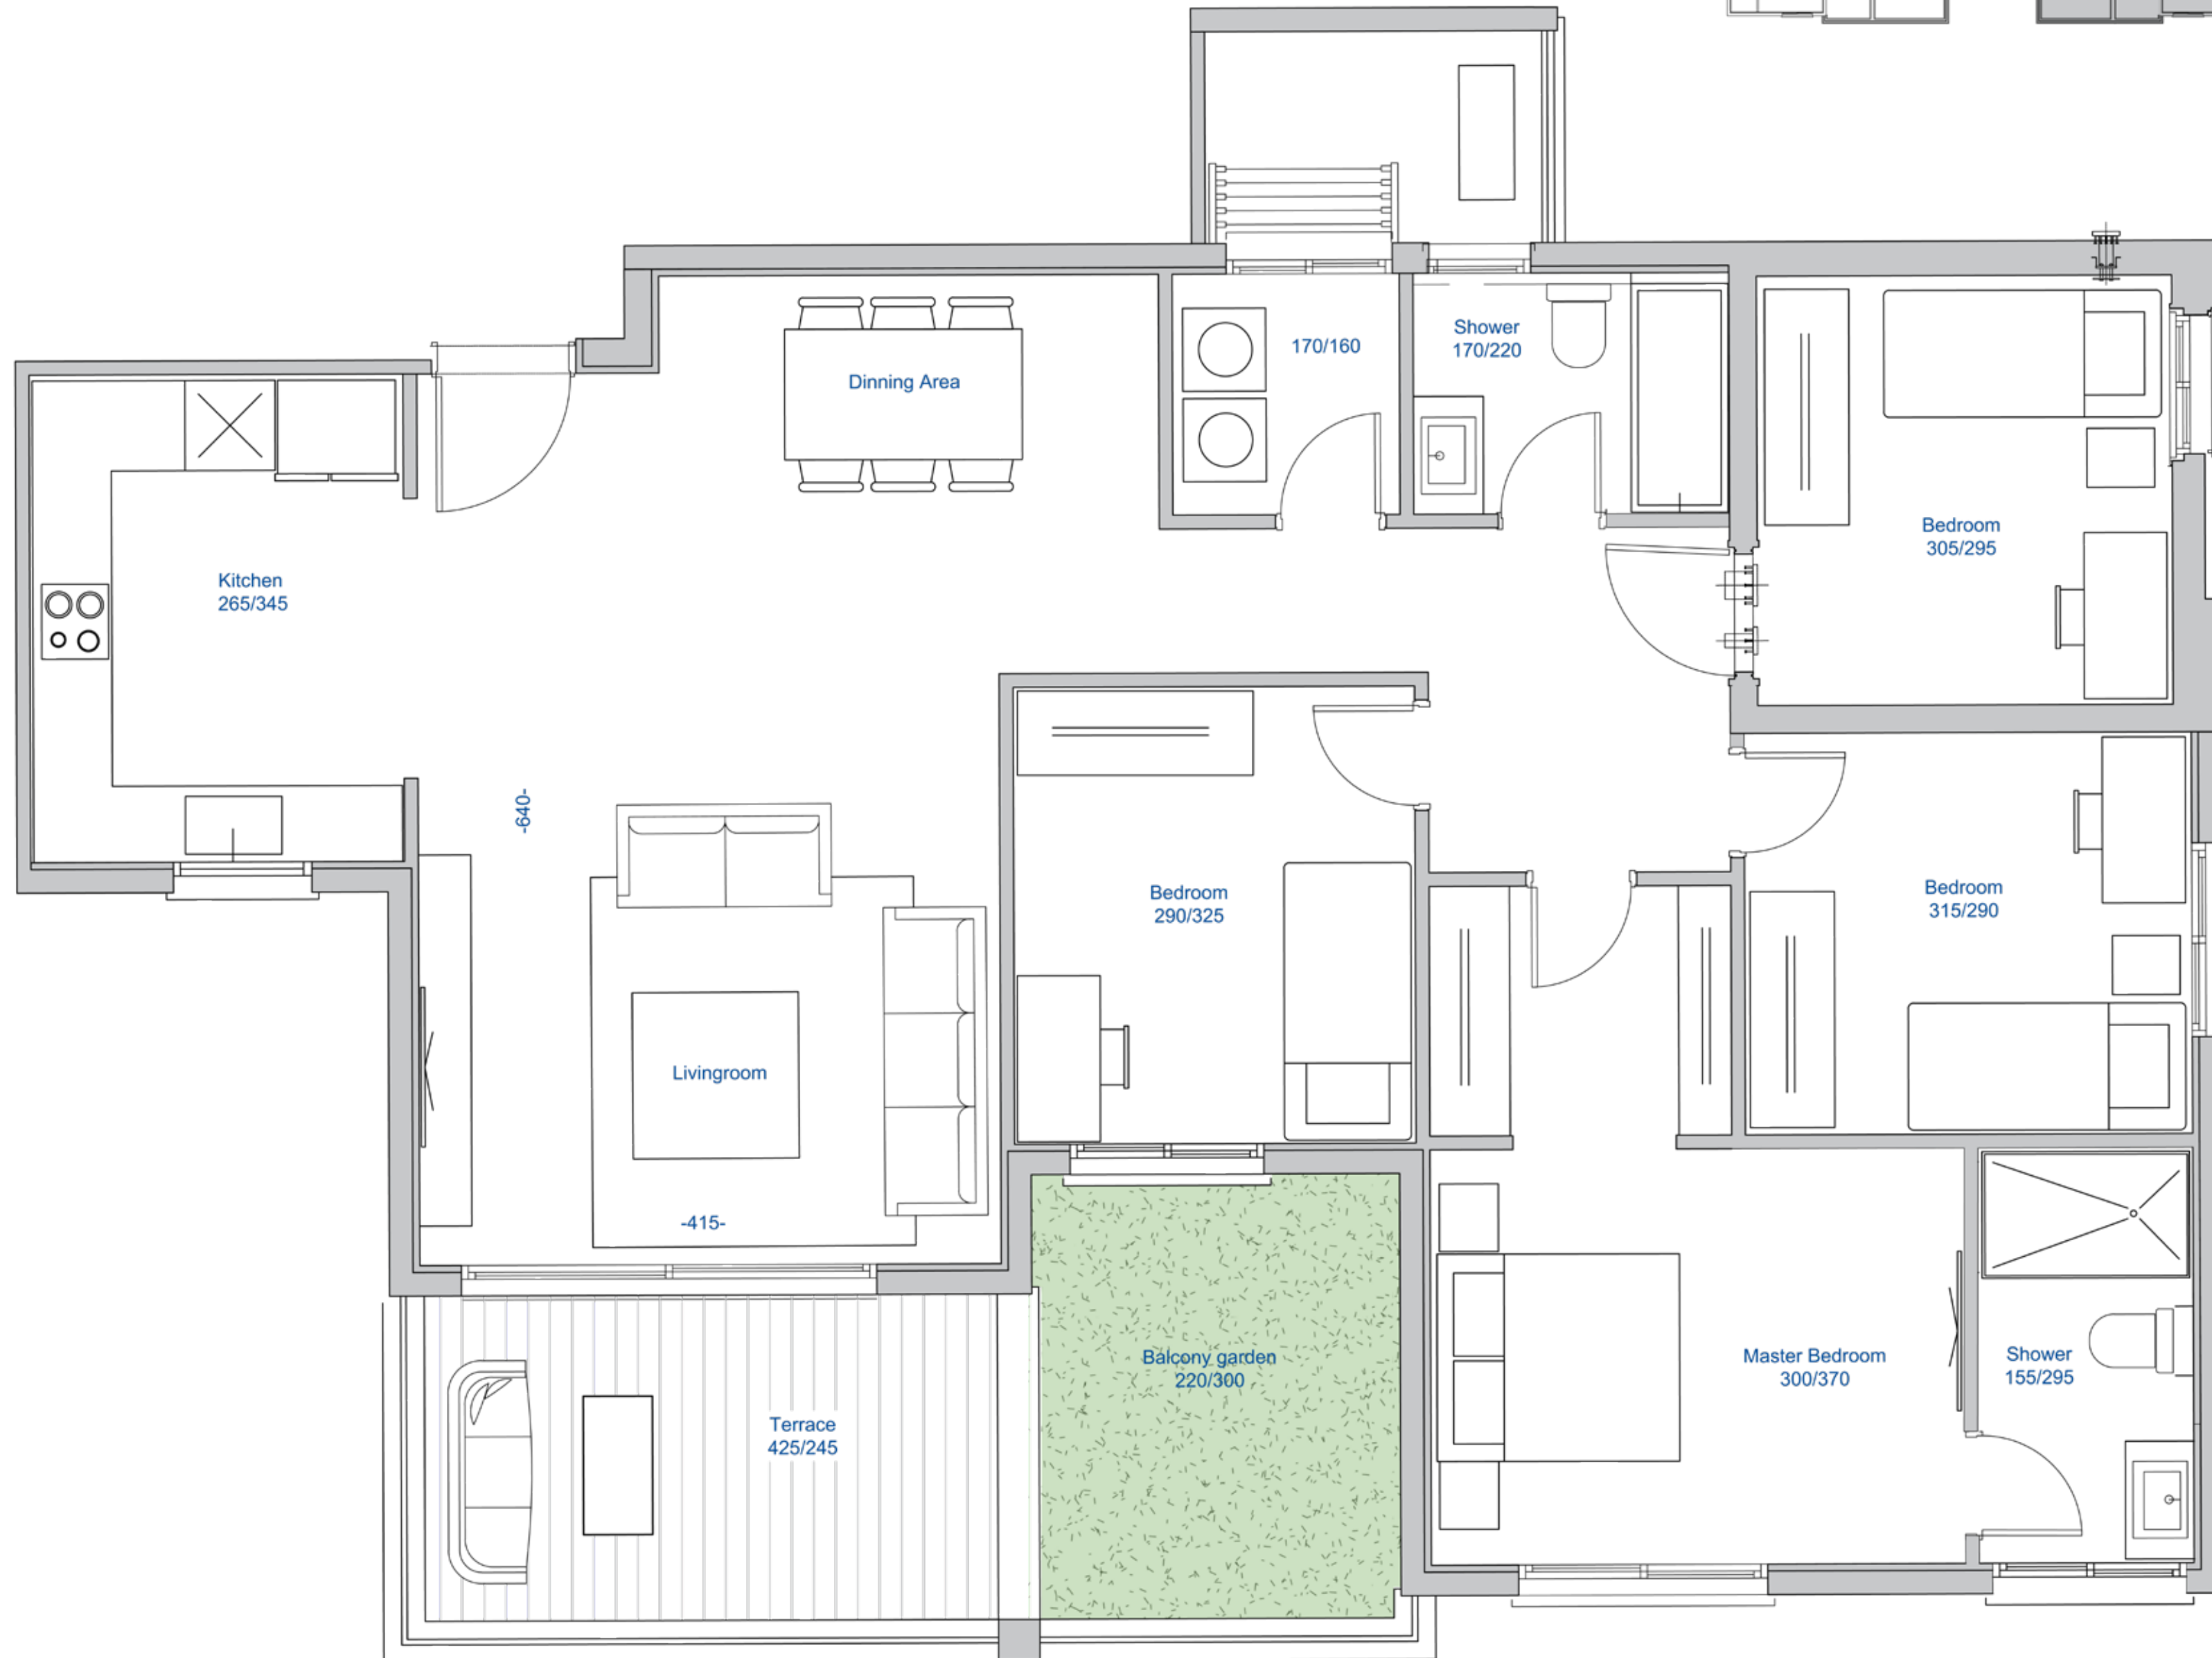 Shower
170/220
170/160
Dinning Area
Bedroom
305/295
Kitchen
265/345
-640-
Bedroom
290/325
Bedroom
315/290
Livingroom
-415-
Balcony garden
220/300
Master Bedroom
300/370
Shower
155/295
Terrace
425/245